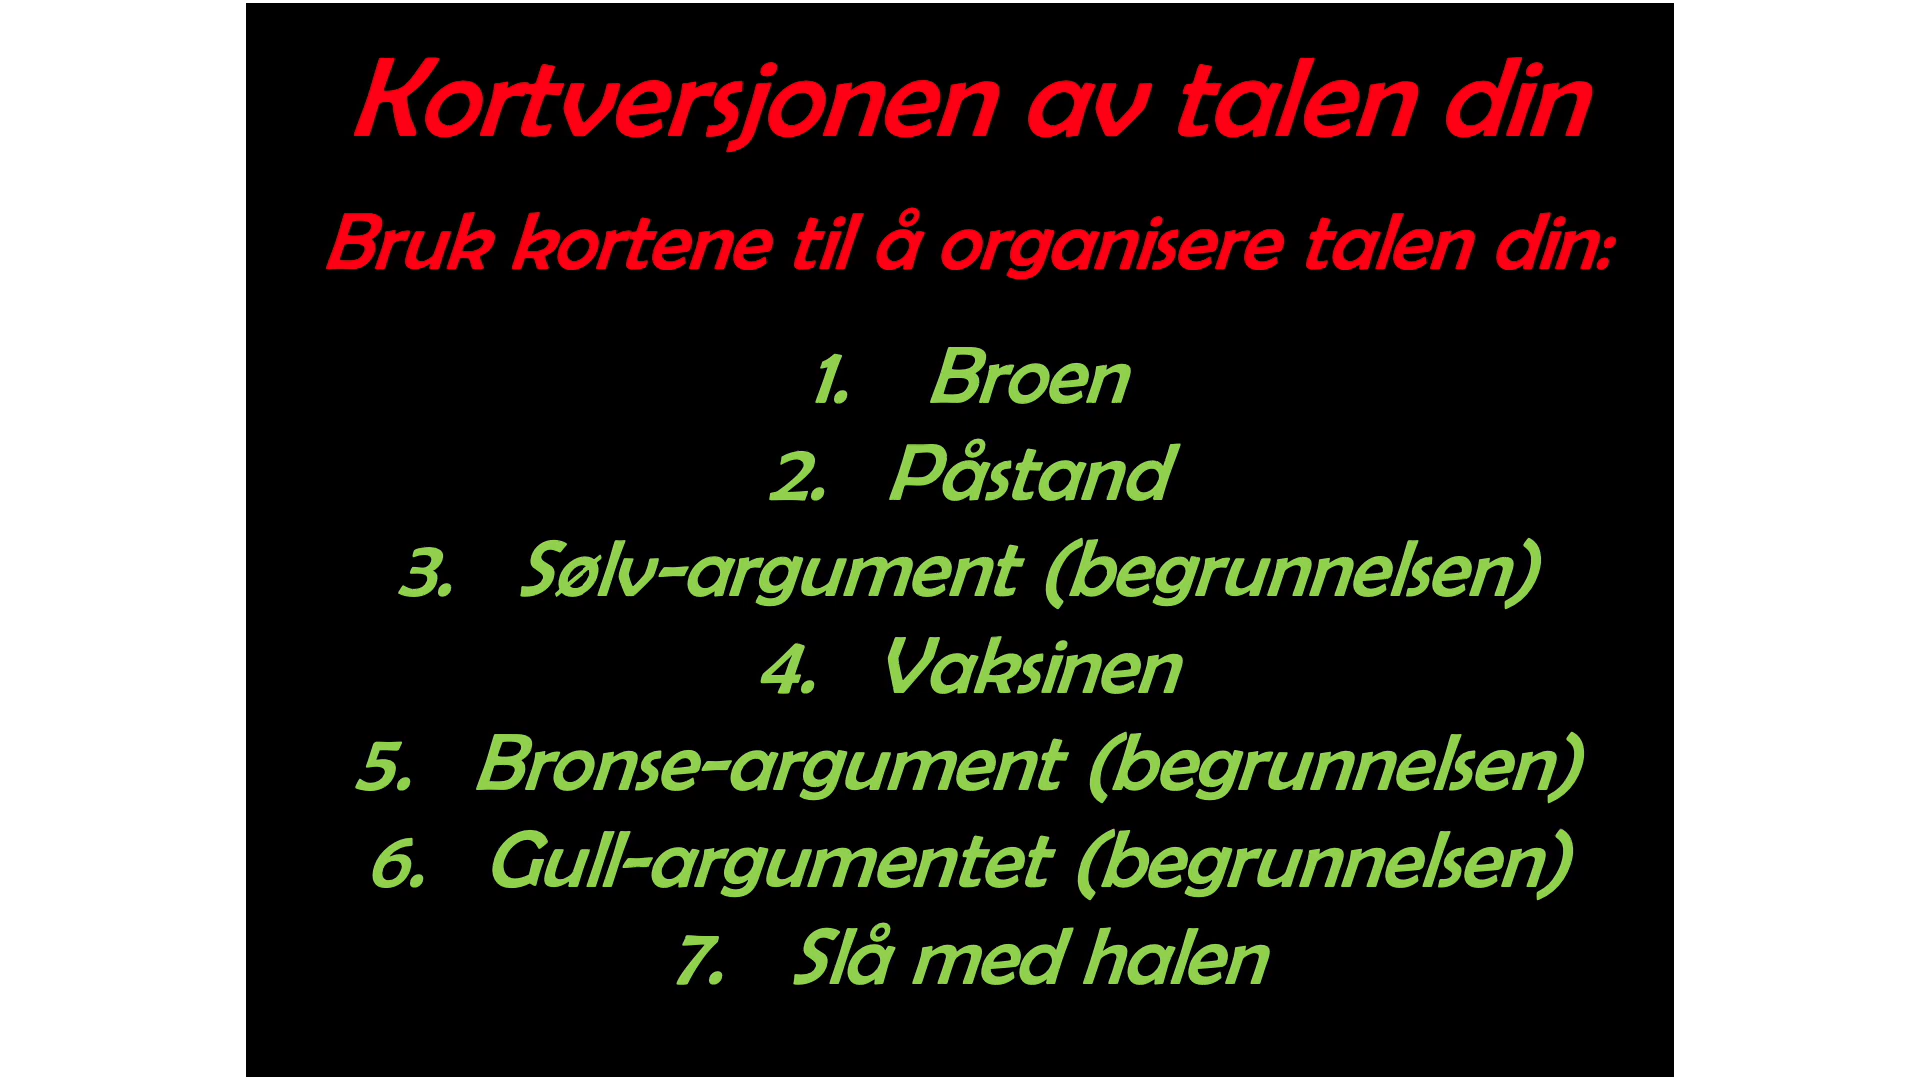 Kortversjonen av talen din
Bruk kortene til å organisere talen din:
1. Broen
2. Påstand
3. Sølv-argument (begrunnelsen)
4. Vaksinen
5. Bronse-argument (begrunnelsen)
6. Gull-argumentet (begrunnelsen)
7. Slå med halen